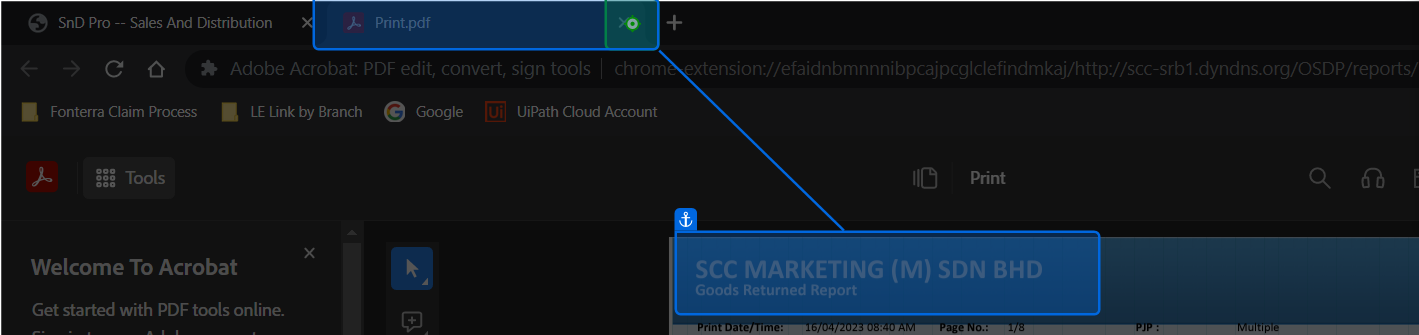 SnD Pro -- Sales And Distribution
Print.pdf
Adobe Acrobat: PDF edit, convert, sign tools
chrome-extension://efaidnbmnnnibpcajpcglclefindmkaj/http://scc-srb1.dyndns.org/OSDP/reports/
Fonterra Claim Process
LE Link by Branch
Google
Ui
UiPath Cloud Account
Tools
Print
Welcome To Acrobat
Get started with PDF tools online.
SCC MARKETING (M) SDN BHD
Goods Returned Report
Print Date/Time: 16/04/2023 08:40 AM Page No.: 1/8 PJP : Multiple